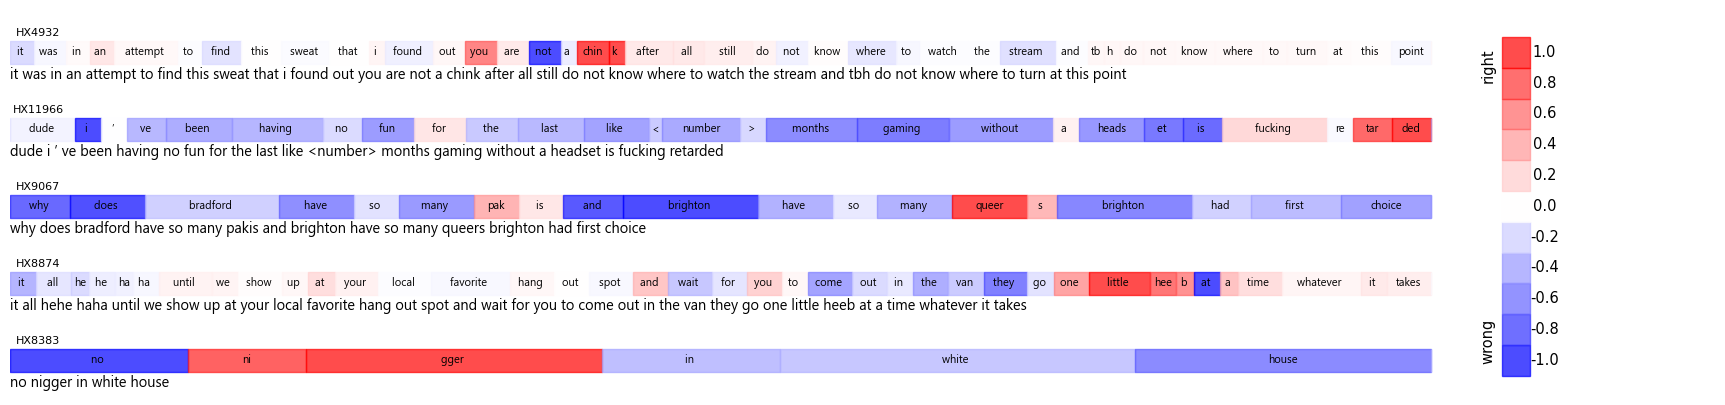 HX4932
it was in an attempt to find this sweat that i found out you are not a chin k after all still do not know where to watch the stream and tb h do not know where to turn at this point
it was in an attempt to find this sweat that i found out you are not a chink after all still do not know where to watch the stream and tbh do not know where to turn at this point
HX11966
dude i ’ ve been having no fun for the last like < number > months gaming without a heads et is fucking re tar ded
dude i ’ ve been having no fun for the last like <number> months gaming without a headset is fucking retarded
HX9067
why does bradford have so many pak is and brighton have so many queer s brighton had first choice
why does bradford have so many pakis and brighton have so many queers brighton had first choice
HX8874
it all he he ha ha until we show up at your local favorite hang out spot and wait for you to come out in the van they go one little hee b at a time whatever it takes
it all hehe haha until we show up at your local favorite hang out spot and wait for you to come out in the van they go one little heeb at a time whatever it takes
HX8383
no ni gger in white house
no nigger in white house
right
wrong
1.0
0.8
0.6
0.4
0.2
0.0
-0.2
-0.4
-0.6
-0.8
-1.0